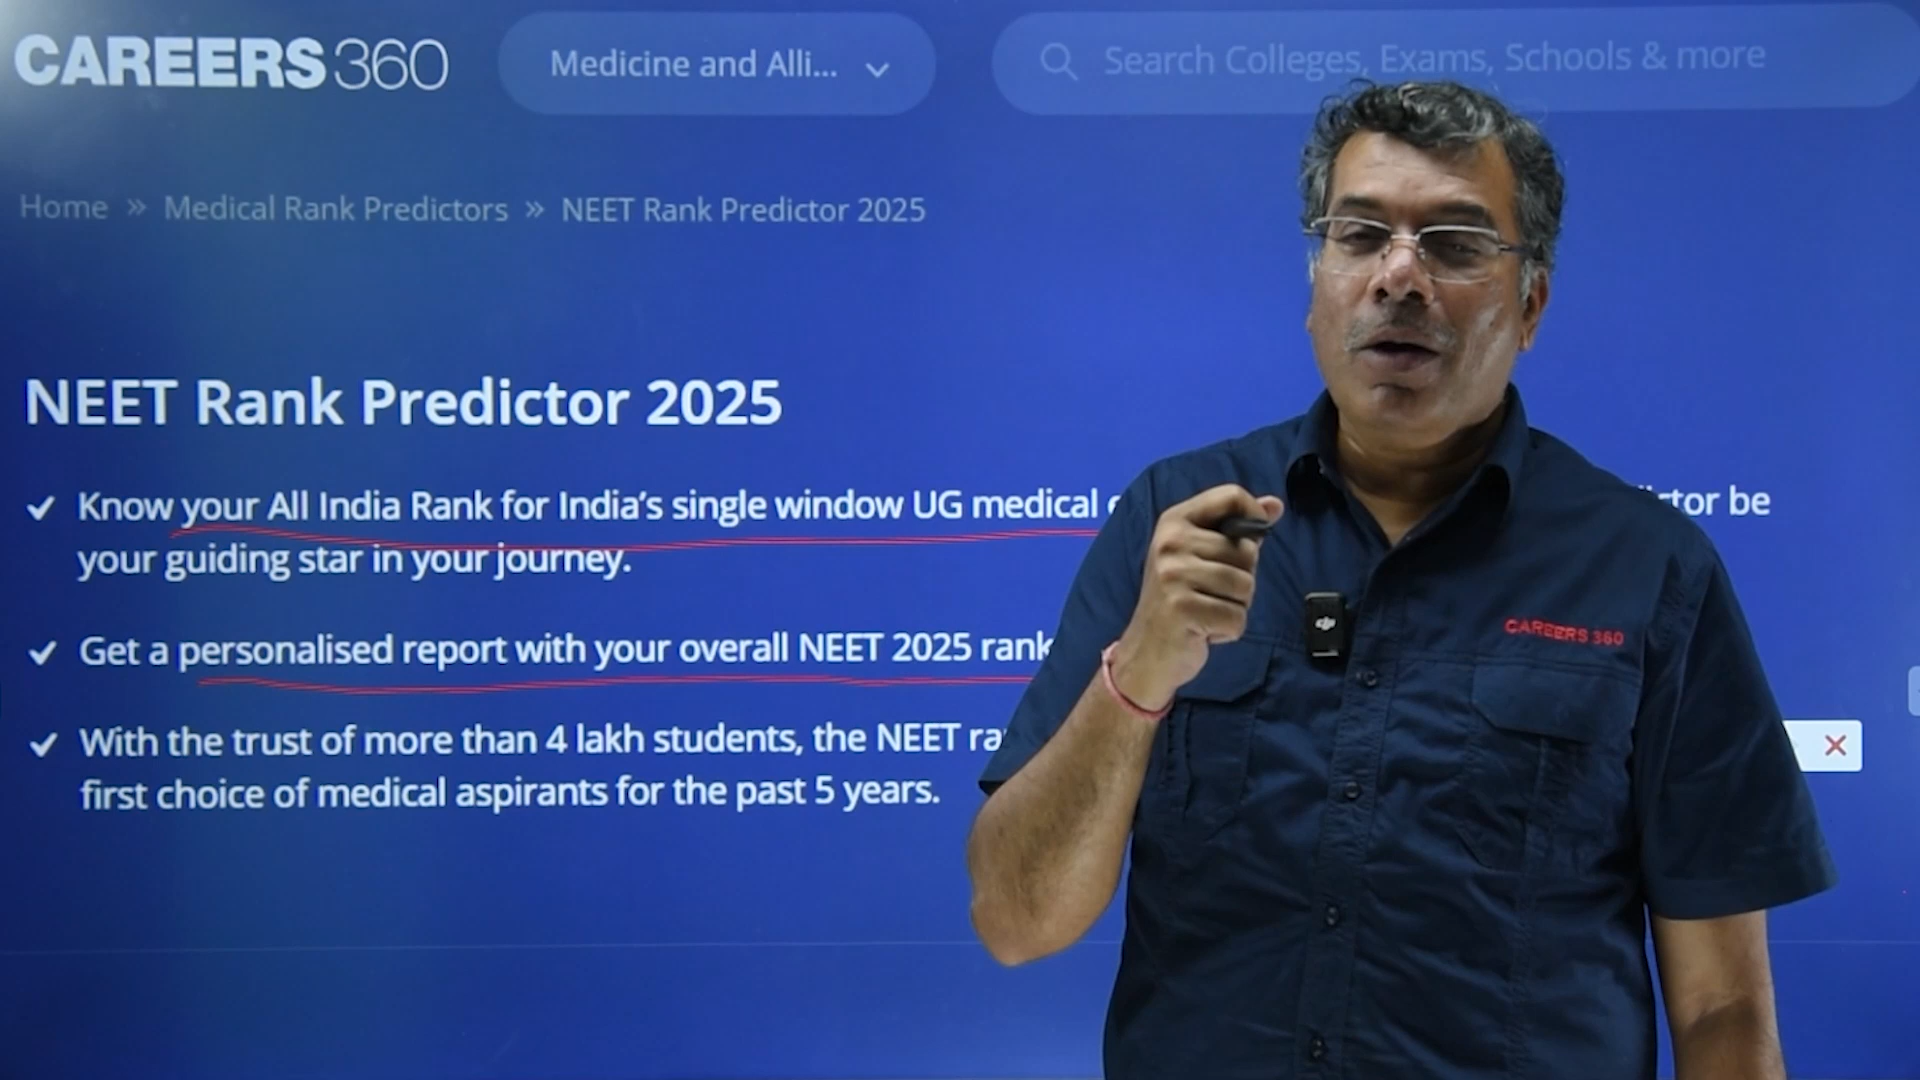 CAREERS360
Medicine and Alli...
Search Colleges, Exams, Schools & more
Home » Medical Rank Predictors » NEET Rank Predictor 2025
NEET Rank Predictor 2025
✓ Know your All India Rank for India's single window UG medical be
your guiding star in your journey.
✓ Get a personalised report with your overall NEET 2025 rank
✓ With the trust of more than 4 lakh students, the NEET
first choice of medical aspirants for the past 5 years.
CAREERS 360